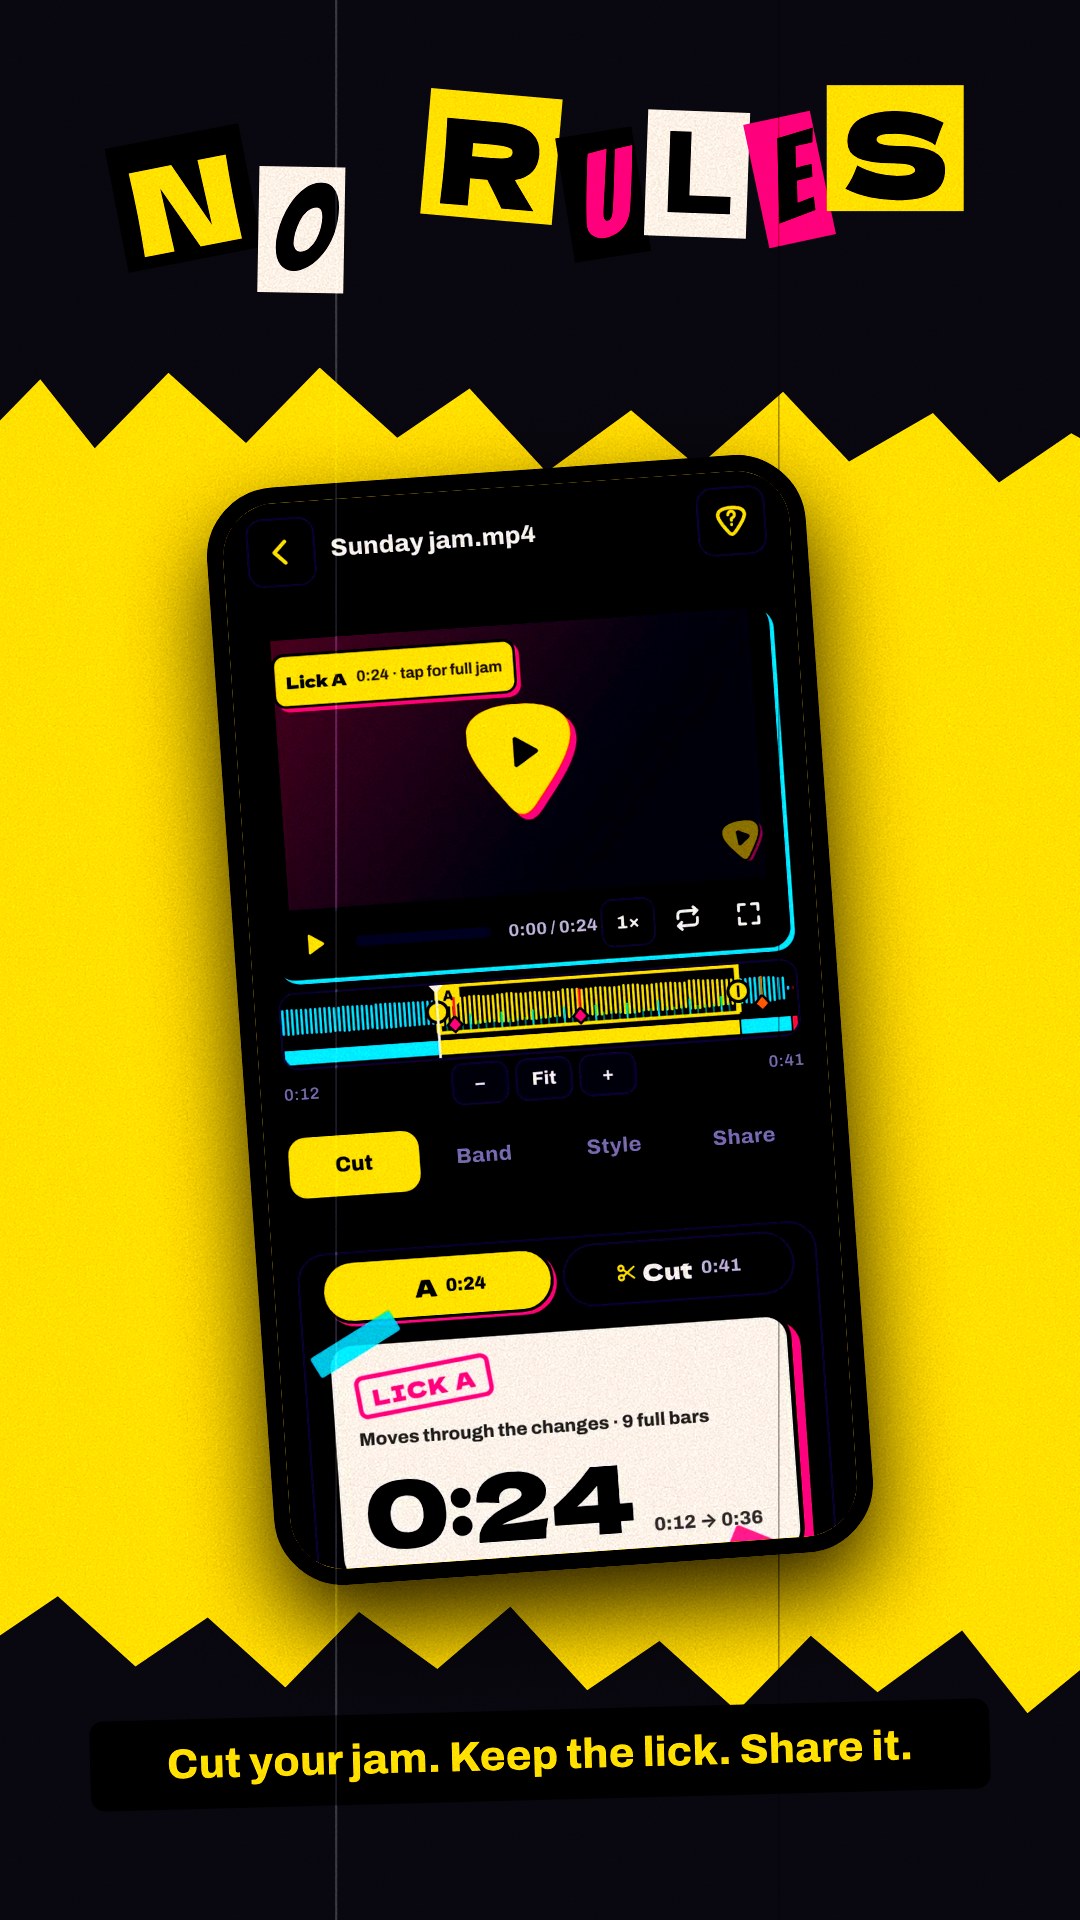 NO RULES
Sunday jam.mp4
?
Lick A 0:24 · tap for full jam
0:00 / 0:24 1×
A
0:12 0:41
– Fit +
Cut Band Style Share
A 0:24 Cut 0:41
LICK A
Moves through the changes · 9 full bars
0:24 0:12 → 0:36
Cut your jam. Keep the lick. Share it.